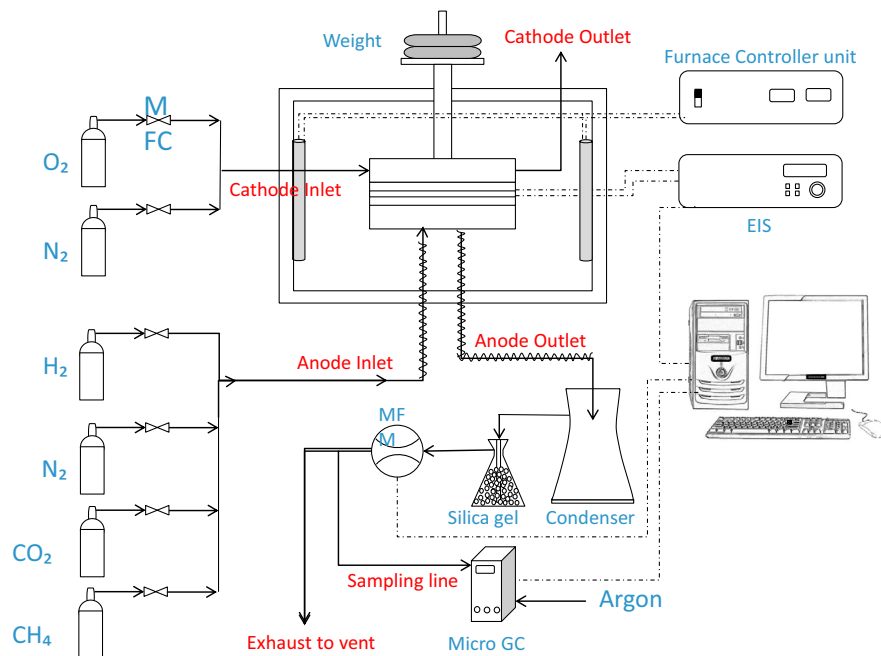 Weight
Cathode Outlet
Furnace Controller unit
M
FC
O₂
Cathode Inlet
N₂
EIS
H₂
Anode Inlet
Anode Outlet
MF
M
N₂
Silica gel
Condenser
CO₂
Sampling line
Argon
CH₄
Exhaust to vent
Micro GC